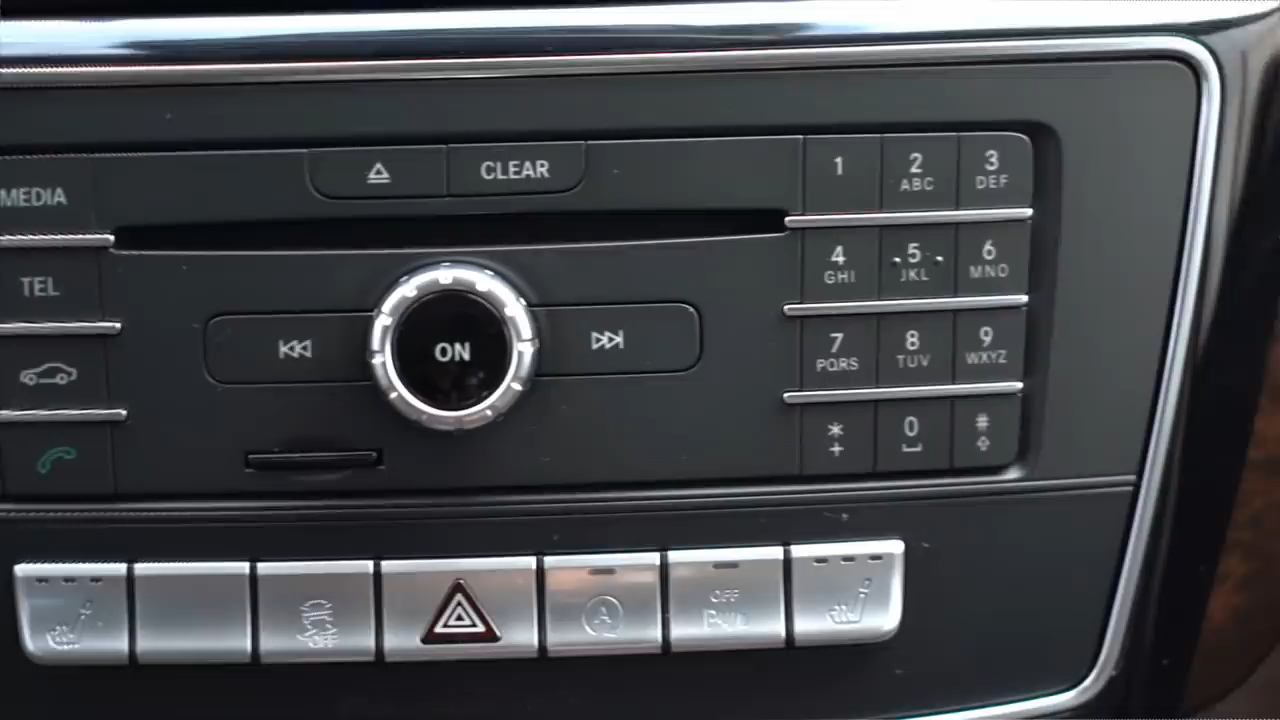 MEDIA
CLEAR
1
2
ABC
3
DEF
TEL
4
GHI
5
JKL
6
MNO
ON
7
PQRS
8
TUV
9
WXYZ
*
+
0
#
A
OFF